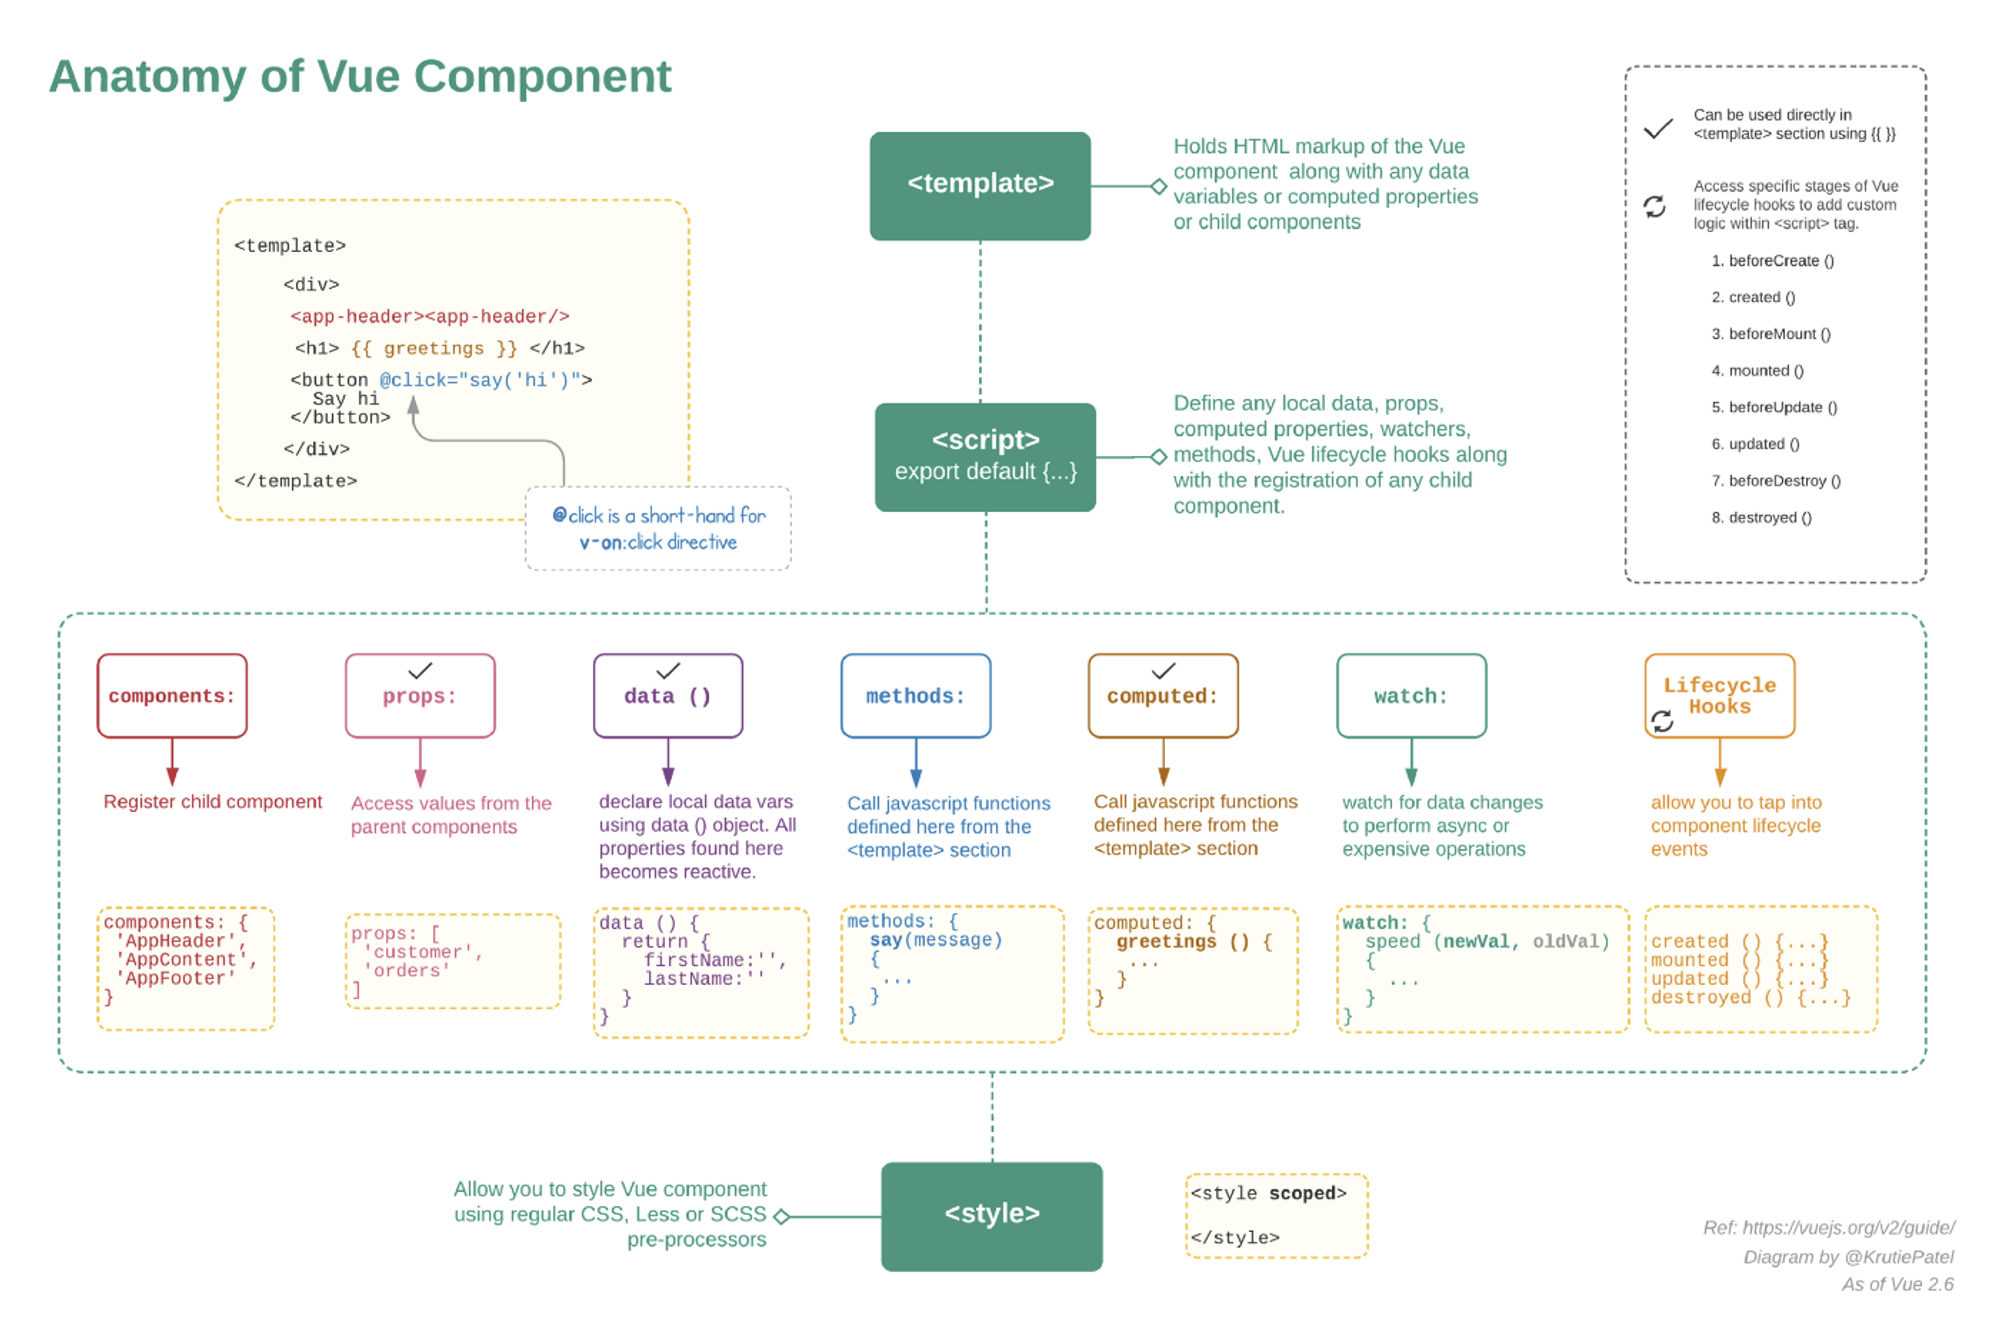 Anatomy of Vue Component
<template>
Holds HTML markup of the Vue
component along with any data
variables or computed properties
or child components
Can be used directly in
<template> section using {{ }}
Access specific stages of Vue
lifecycle hooks to add custom
logic within <script> tag.
1. beforeCreate ()
2. created ()
3. beforeMount ()
4. mounted ()
5. beforeUpdate ()
6. updated ()
7. beforeDestroy ()
8. destroyed ()
<template>
<div>
<app-header><app-header/>
<h1> {{ greetings }} </h1>
<button @click="say('hi')">
Say hi
</button>
</div>
</template>
@click is a short-hand for
v-on:click directive
<script>
export default {...}
Define any local data, props,
computed properties, watchers,
methods, Vue lifecycle hooks along
with the registration of any child
component.
components:
Register child component
components: {
'AppHeader',
'AppContent',
'AppFooter'
}
props:
Access values from the
parent components
props: [
'customer',
'orders'
]
data ()
declare local data vars
using data () object. All
properties found here
becomes reactive.
data () {
return {
firstName:'',
lastName:''
}
}
methods:
Call javascript functions
defined here from the
<template> section
methods: {
say(message)
{
...
}
}
computed:
Call javascript functions
defined here from the
<template> section
computed: {
greetings () {
...
}
}
watch:
watch for data changes
to perform async or
expensive operations
watch: {
speed (newVal, oldVal)
{
...
}
}
Lifecycle
Hooks
allow you to tap into
component lifecycle
events
created () {...}
mounted () {...}
updated () {...}
destroyed () {...}
Allow you to style Vue component
using regular CSS, Less or SCSS
pre-processors
<style>
<style scoped>
</style>
Ref: https://vuejs.org/v2/guide/
Diagram by @KrutiePatel
As of Vue 2.6